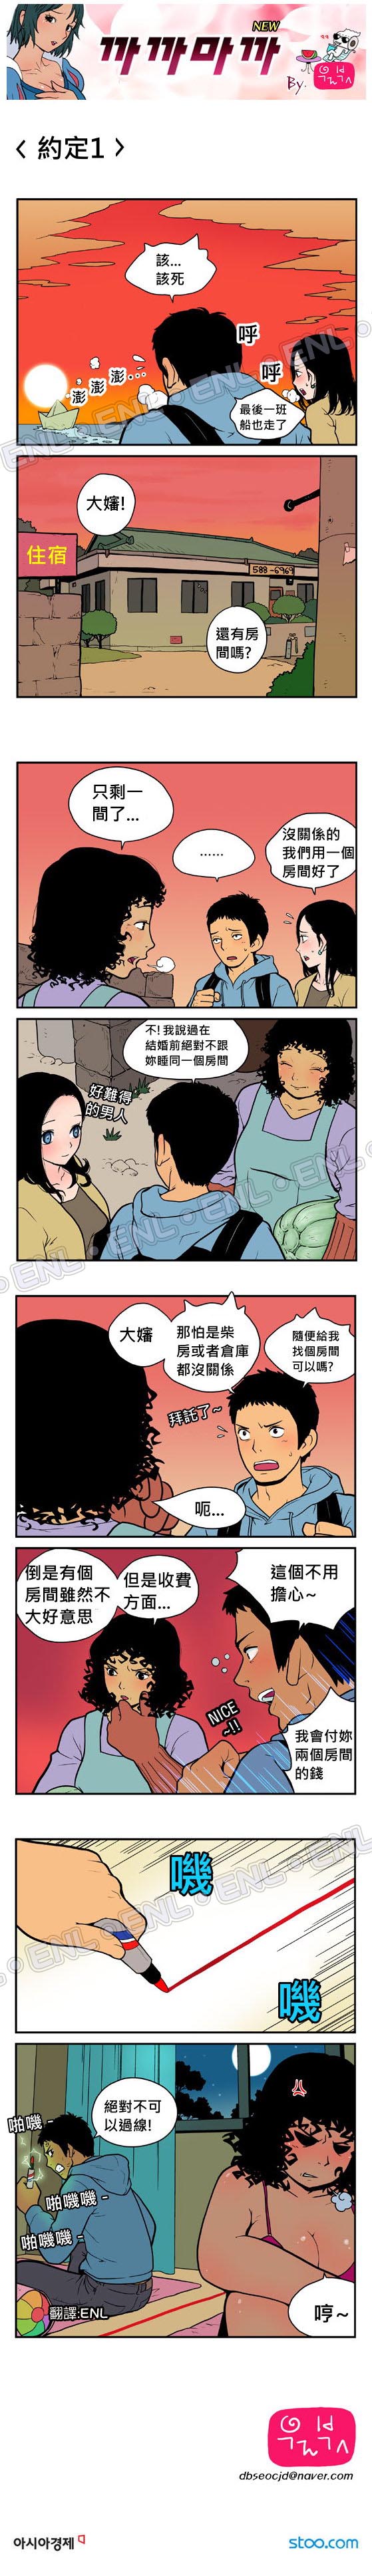 NEW
까까마까
By.
< 約定1 >
該...
該死
呼
呼
澎澎澎...
最後一班
船也走了
大嬸!
住宿
588-6969
還有房
間嗎?
只剩一
間了...
......
沒關係的
我們用一個
房間好了
不!我說過在
結婚前絕對不跟
妳睡同一個房間
好難得
的男人
大嬸
那怕是柴
房或者倉庫
都沒關係
隨便給我
找個房間
可以嗎?
拜託了~
呃...
倒是有個
房間雖然不
大好意思
但是收費
方面...
這個不用
擔心~
NICE
~!!
我會付妳
兩個房間
的錢
嘰
嘰
絕對不可
以過線!
啪嘰-
啪嘰嘰-
啪嘰嘰-
翻譯:ENL
哼~
dbseocjd@naver.com
아시아경제
stoo.com